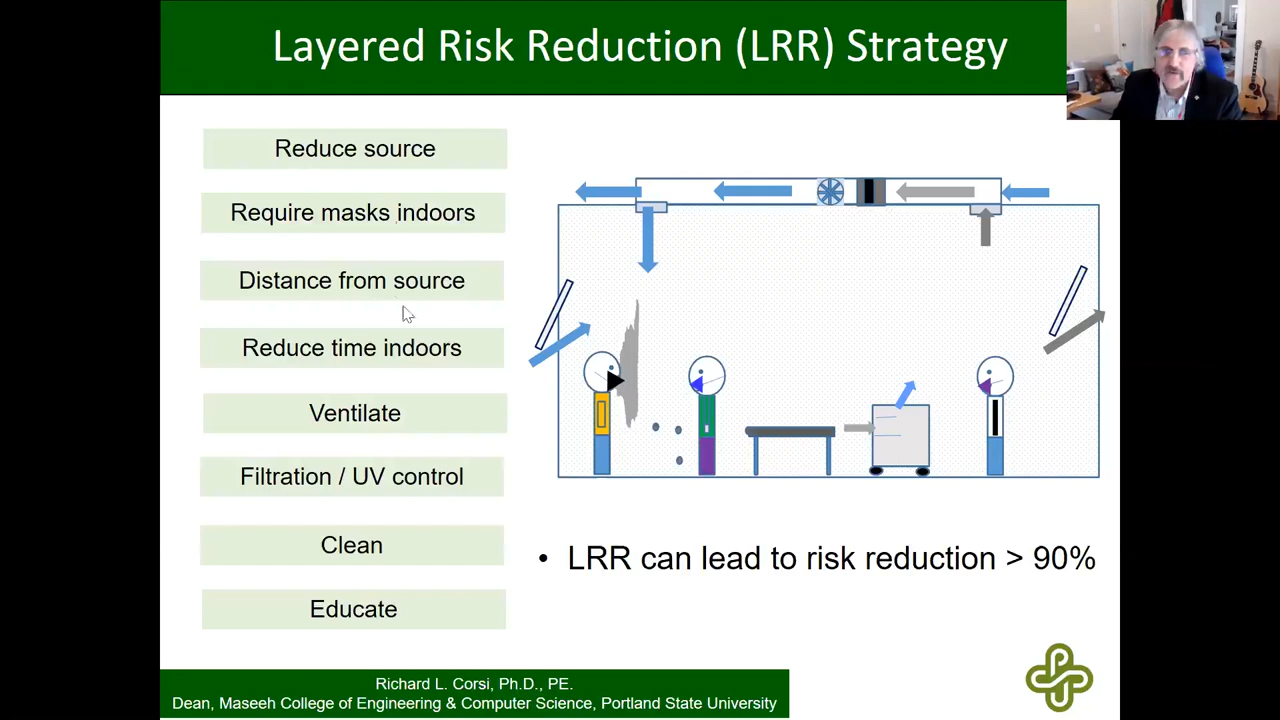 Layered Risk Reduction (LRR) Strategy
Reduce source
Require masks indoors
Distance from source
Reduce time indoors
Ventilate
Filtration / UV control
Clean
Educate
• LRR can lead to risk reduction > 90%
Richard L. Corsi, Ph.D., PE.
Dean, Maseeh College of Engineering & Computer Science, Portland State University